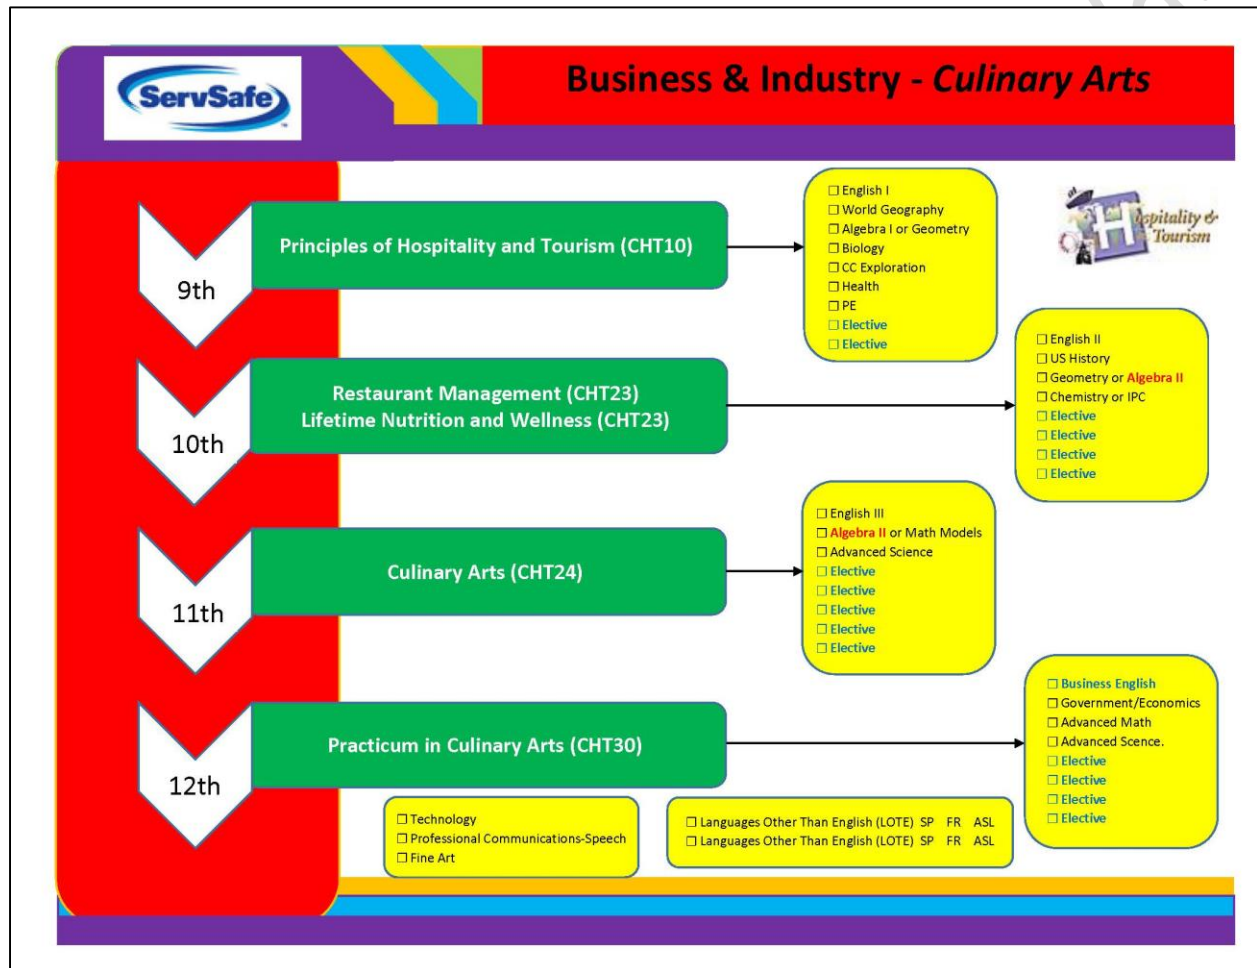 ServSafe
Business & Industry - Culinary Arts
9th
Principles of Hospitality and Tourism (CHT10)
☐ English I
☐ World Geography
☐ Algebra I or Geometry
☐ Biology
☐ CC Exploration
☐ Health
☐ PE
☐ Elective
☐ Elective
Hospitality &
Tourism
10th
Restaurant Management (CHT23)
Lifetime Nutrition and Wellness (CHT23)
☐ English II
☐ US History
☐ Geometry or Algebra II
☐ Chemistry or IPC
☐ Elective
☐ Elective
☐ Elective
☐ Elective
11th
Culinary Arts (CHT24)
☐ English III
☐ Algebra II or Math Models
☐ Advanced Science
☐ Elective
☐ Elective
☐ Elective
☐ Elective
☐ Elective
12th
Practicum in Culinary Arts (CHT30)
☐ Business English
☐ Government/Economics
☐ Advanced Math
☐ Advanced Scence.
☐ Elective
☐ Elective
☐ Elective
☐ Elective
☐ Technology
☐ Professional Communications-Speech
☐ Fine Art
☐ Languages Other Than English (LOTE) SP FR ASL
☐ Languages Other Than English (LOTE) SP FR ASL